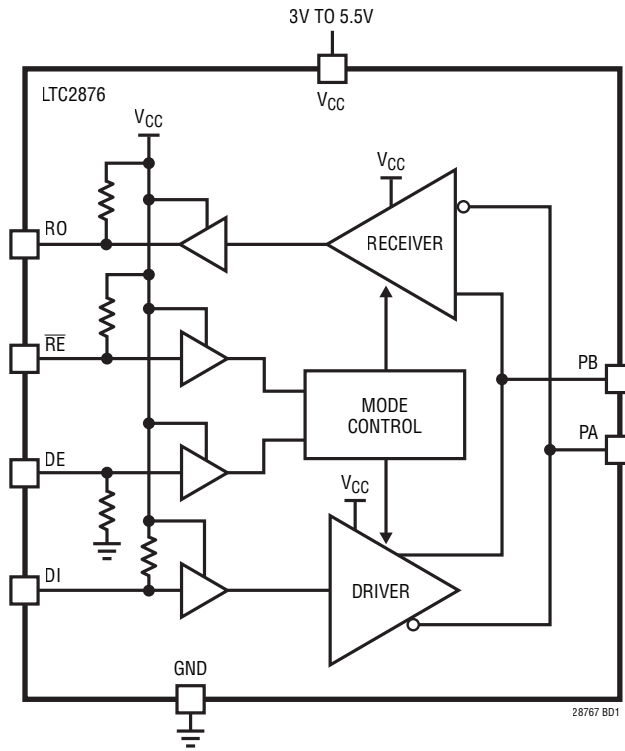 3V TO 5.5V
VCC
LTC2876
VCC
VCC
RO
RECEIVER
RE
PB
MODE
CONTROL
PA
DE
VCC
DI
DRIVER
GND
28767 BD1